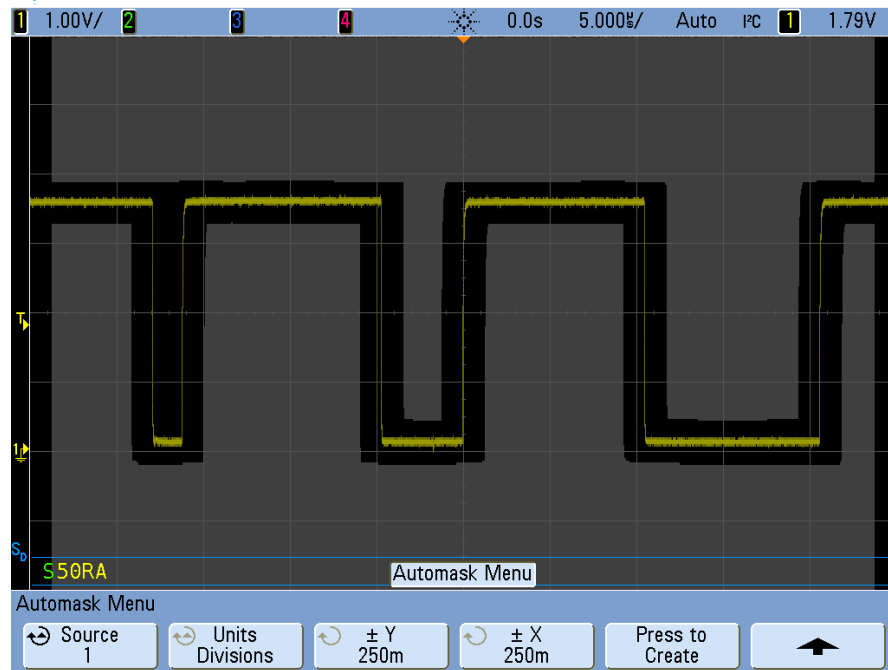 1 1.00V/ 2 3 4 0.0s 5.000µs/ Auto I²C 1 1.79V
T
1
SD
S50RA
Automask Menu
Automask Menu
Source
1
Units
Divisions
± Y
250m
± X
250m
Press to
Create